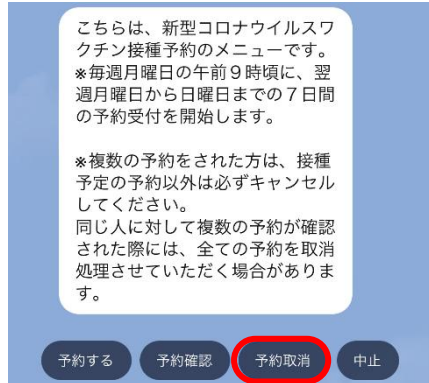 こちらは、新型コロナウイルスワ
クチン接種予約のメニューです。
※毎週月曜日の午前９時頃に、翌
週月曜日から日曜日までの７日間
の予約受付を開始します。
※複数の予約をされた方は、接種
予定の予約以外は必ずキャンセル
してください。
同じ人に対して複数の予約が確認
された際には、全ての予約を取消
処理させていただく場合がありま
す。
予約する 予約確認 予約取消 中止